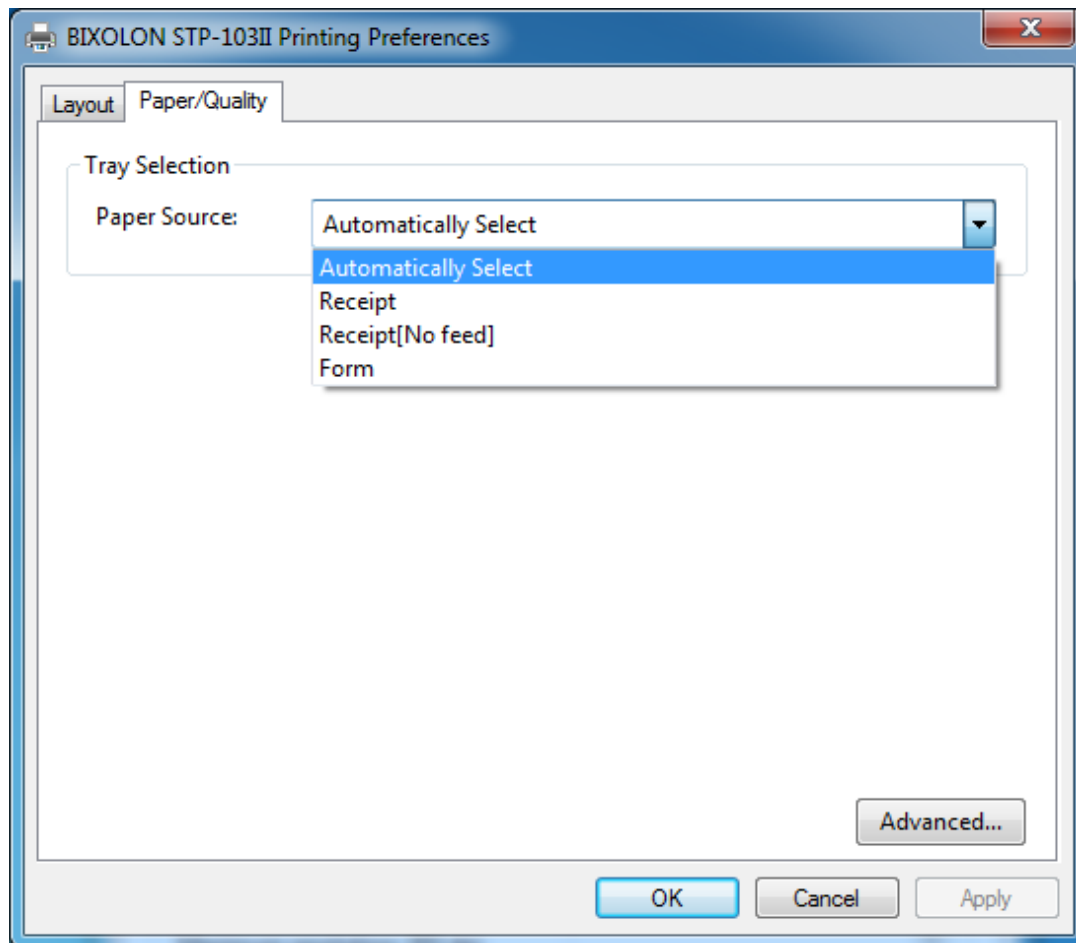 BIXOLON STP-103II Printing Preferences
Layout Paper/Quality
Tray Selection
Paper Source: Automatically Select
Automatically Select
Receipt
Receipt[No feed]
Form
Advanced...
OK Cancel Apply